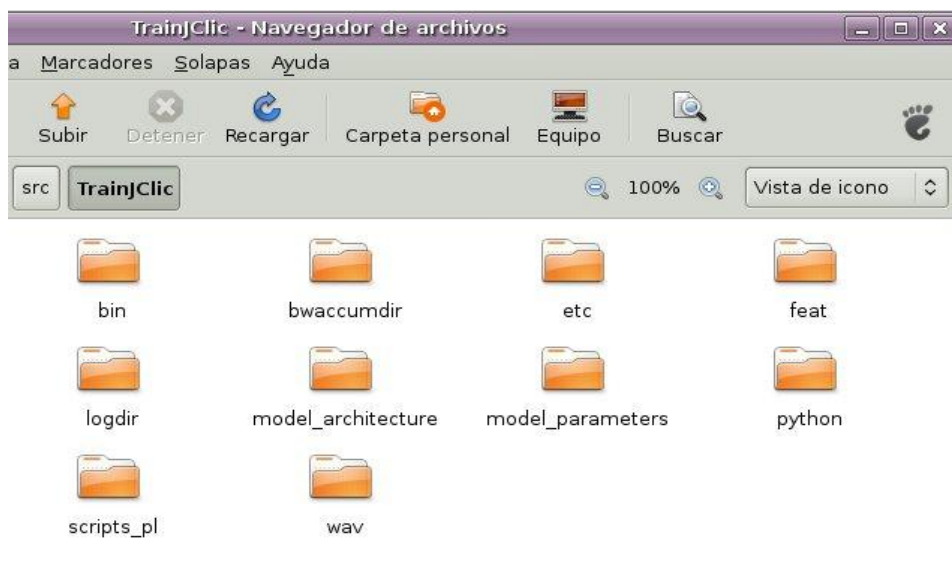 TrainJClic - Navegador de archivos
a Marcadores Solapas Ayuda
Subir Detener Recargar Carpeta personal Equipo Buscar
src TrainJClic 100% Vista de icono
bin bwaccumdir etc feat
logdir model_architecture model_parameters python
scripts_pl wav